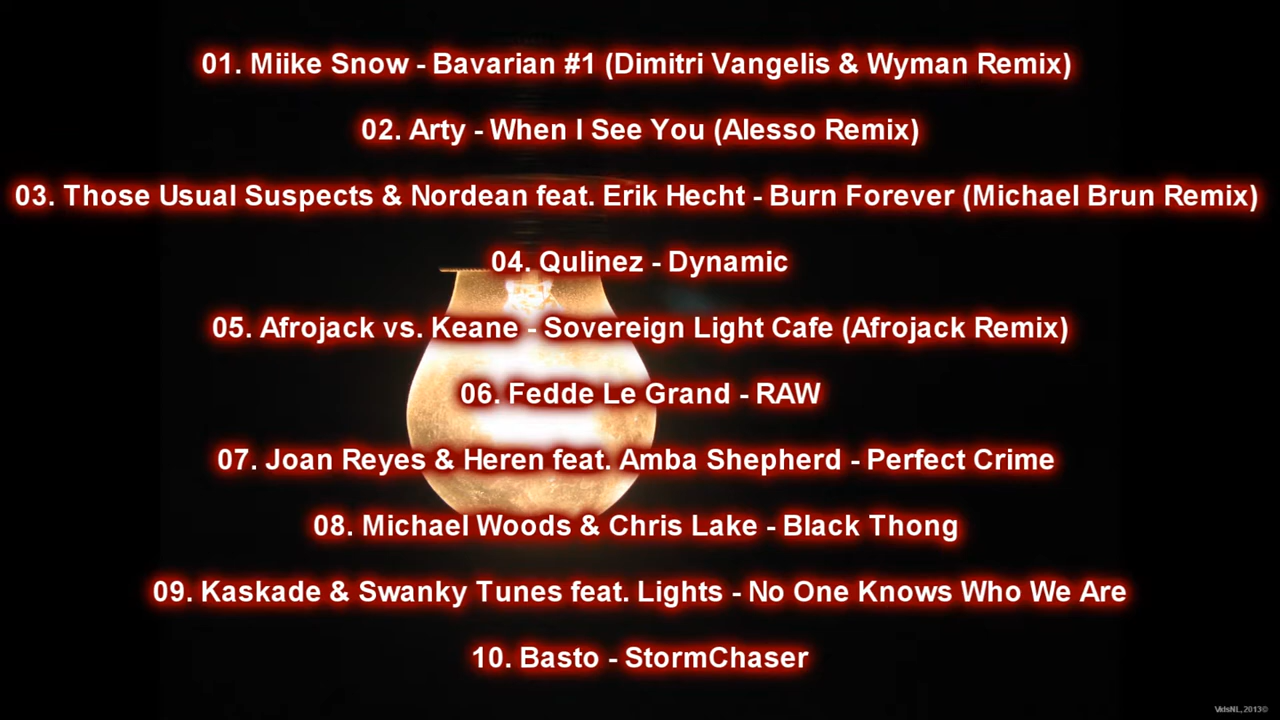 01. Miike Snow - Bavarian #1 (Dimitri Vangelis & Wyman Remix)
02. Arty - When I See You (Alesso Remix)
03. Those Usual Suspects & Nordean feat. Erik Hecht - Burn Forever (Michael Brun Remix)
04. Qulinez - Dynamic
05. Afrojack vs. Keane - Sovereign Light Cafe (Afrojack Remix)
06. Fedde Le Grand - RAW
07. Joan Reyes & Heren feat. Amba Shepherd - Perfect Crime
08. Michael Woods & Chris Lake - Black Thong
09. Kaskade & Swanky Tunes feat. Lights - No One Knows Who We Are
10. Basto - StormChaser
VidsNL, 2013©